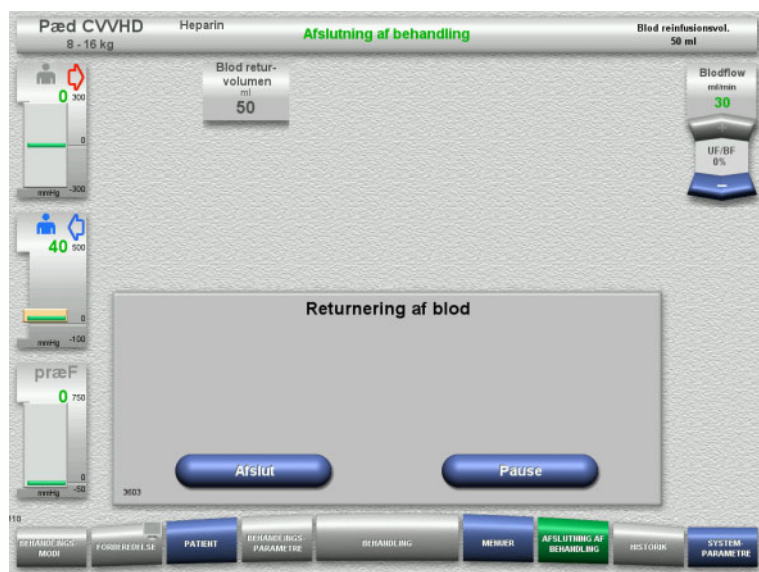 Pæd CVVHD
8 - 16 kg
Heparin
Afslutning af behandling
Blod reinfusionsvol.
50 ml
0
300
0
-300
mmHg
Blod retur-
volumen
ml
50
Blodflow
ml/min
30
+
UF/BF
0%
−
40
500
0
-100
mmHg
præF
0
750
0
-50
mmHg
Returnering af blod
Afslut
Pause
3603
BEHANDLINGS-
MODI
FORBEREDELSE
PATIENT
BEHANDLINGS-
PARAMETRE
BEHANDLING
MENUER
AFSLUTNING AF
BEHANDLING
HISTORIK
SYSTEM-
PARAMETRE